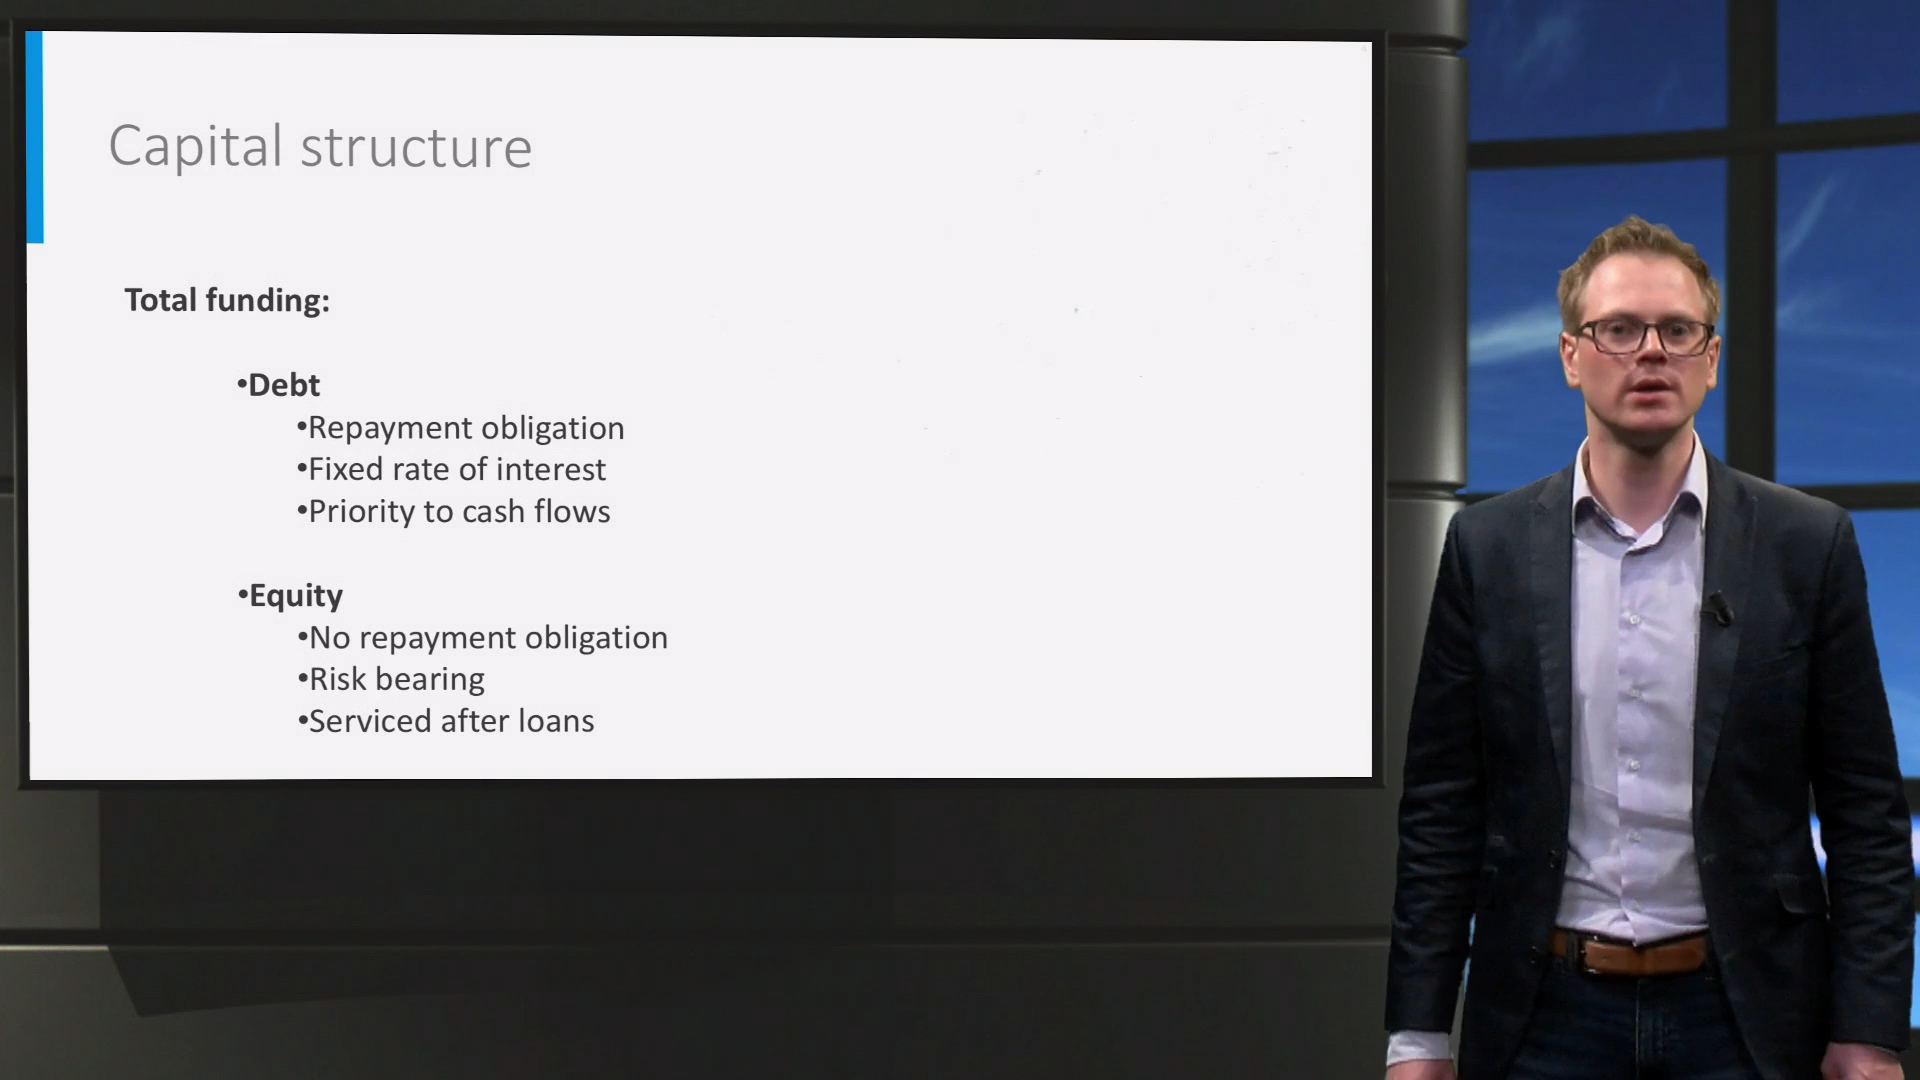 Capital structure
Total funding:
•Debt
•Repayment obligation
•Fixed rate of interest
•Priority to cash flows
•Equity
•No repayment obligation
•Risk bearing
•Serviced after loans